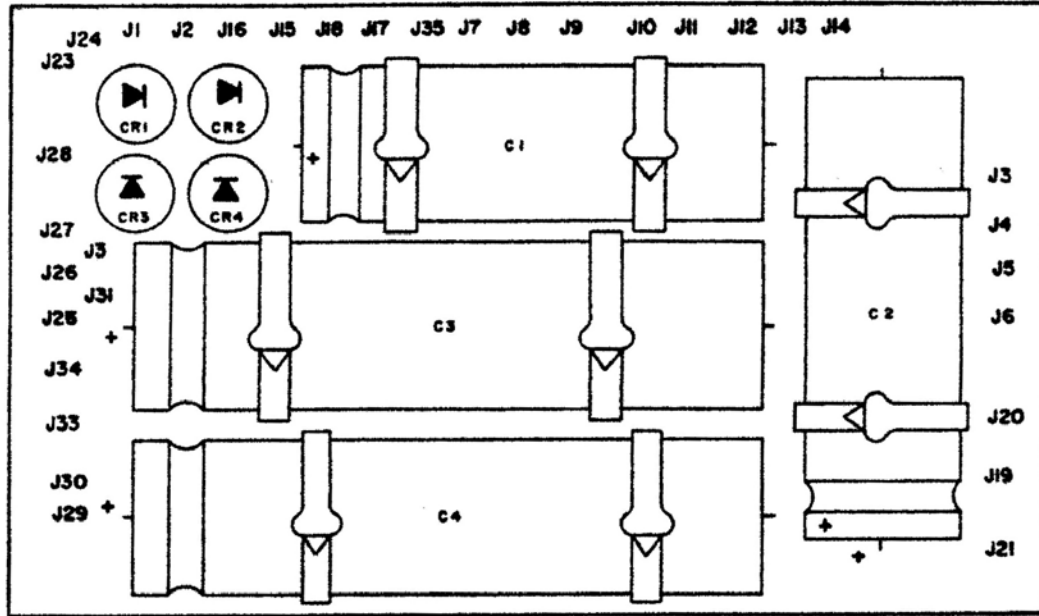 J24 J1 J2 J16 J15 J18 J17 J35 J7 J8 J9 J10 J11 J12 J13 J14
J23
CR1 CR2 C1
+
J28
CR3 CR4
J3
J27
J4
J3
J26
J5
J31
J25
J6
C3
C2
+
J34
J33
J20
J30
J19
J29 +
C4
+
J21
+